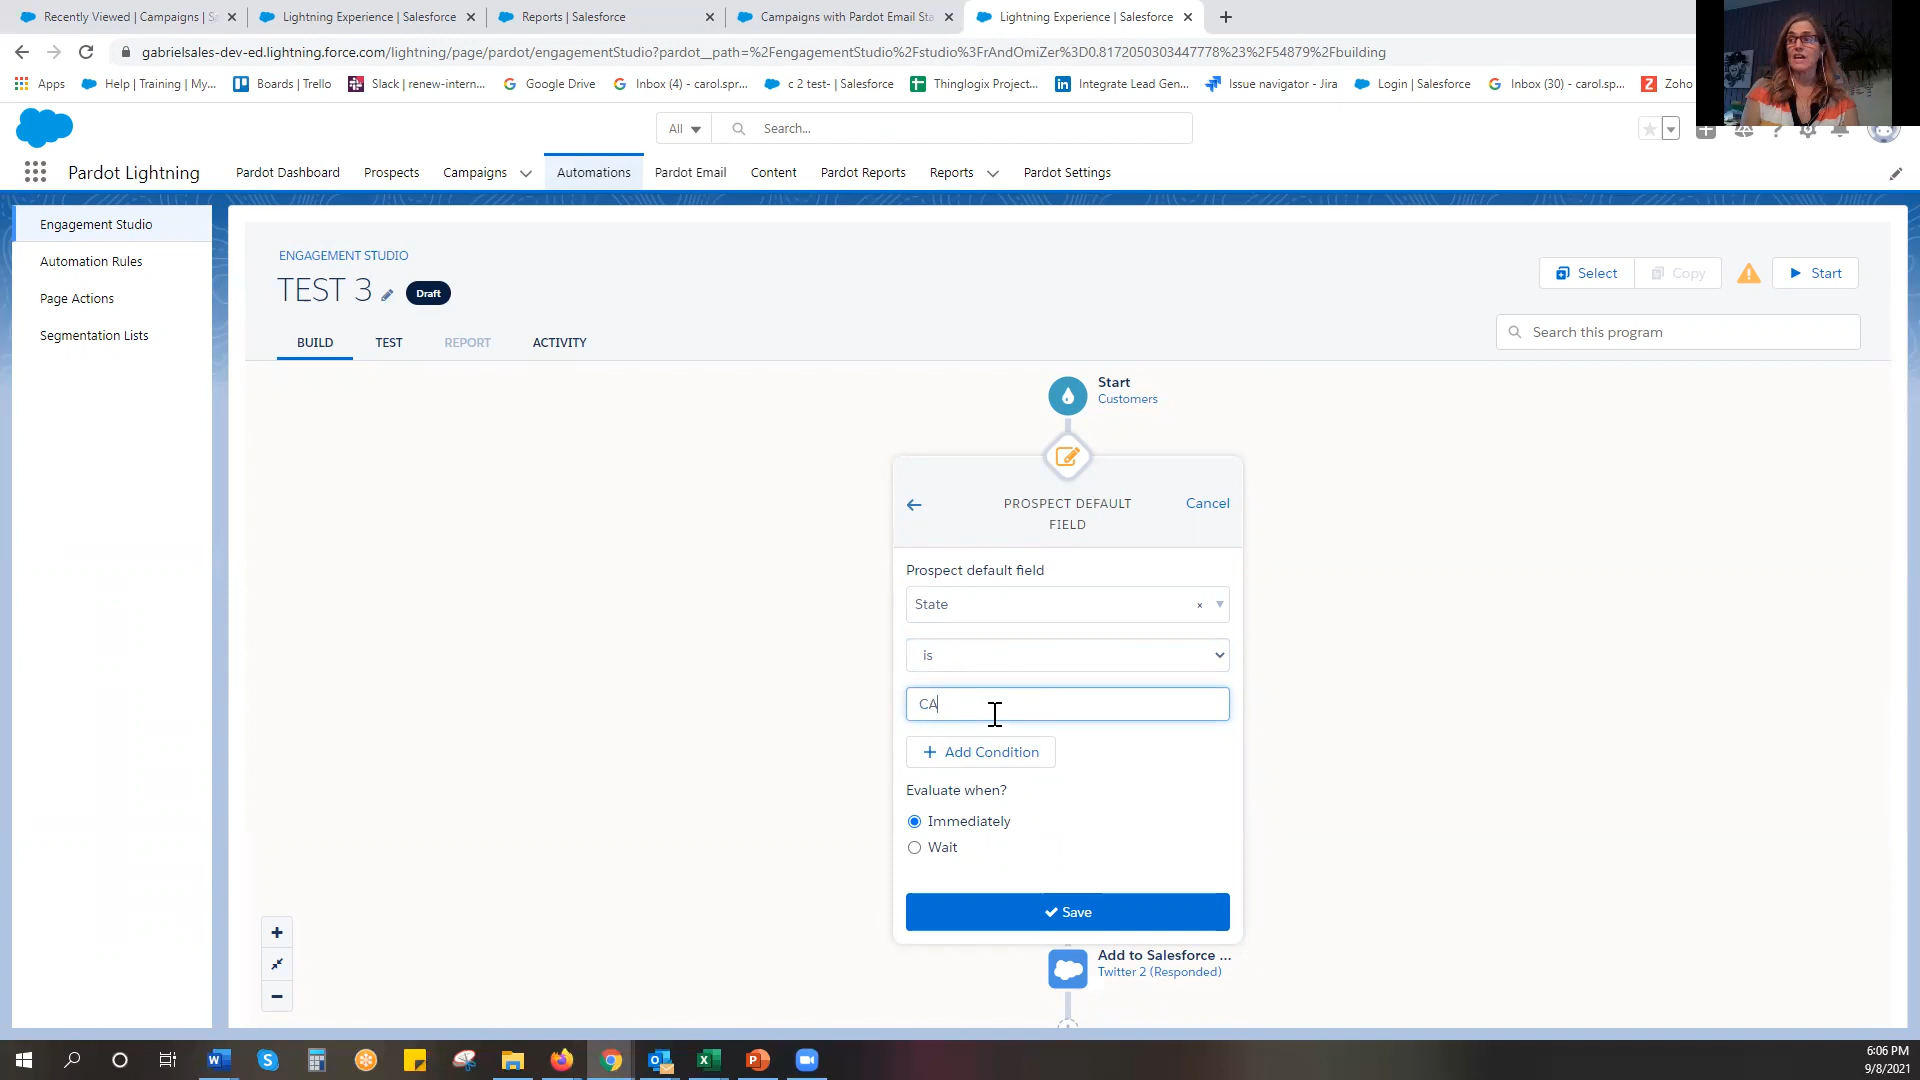 Recently Viewed | Campaigns | S
Lightning Experience | Salesforce
Reports | Salesforce
Campaigns with Pardot Email Sta
Lightning Experience | Salesforce
gabrielsales-dev-ed.lightning.force.com/lightning/page/pardot/engagementStudio?pardot__path=%2FengagementStudio%2Fstudio%3FrAndOmiZer%3D0.8172050303447778%23%2F54879%2Fbuilding
Apps
Help | Training | My...
Boards | Trello
Slack | renew-intern...
Google Drive
Inbox (4) - carol.spr...
c 2 test- | Salesforce
Thinglogix Project...
Integrate Lead Gen...
Issue navigator - Jira
Login | Salesforce
Inbox (30) - carol.sp...
Zoho
All
Search...
Pardot Lightning
Pardot Dashboard
Prospects
Campaigns
Automations
Pardot Email
Content
Pardot Reports
Reports
Pardot Settings
Engagement Studio
Automation Rules
Page Actions
Segmentation Lists
ENGAGEMENT STUDIO
TEST 3
Draft
Select
Copy
Start
BUILD
TEST
REPORT
ACTIVITY
Search this program
Start
Customers
PROSPECT DEFAULT
FIELD
Cancel
Prospect default field
State
is
CA
+ Add Condition
Evaluate when?
Immediately
Wait
Save
Add to Salesforce ...
Twitter 2 (Responded)
6:06 PM
9/8/2021